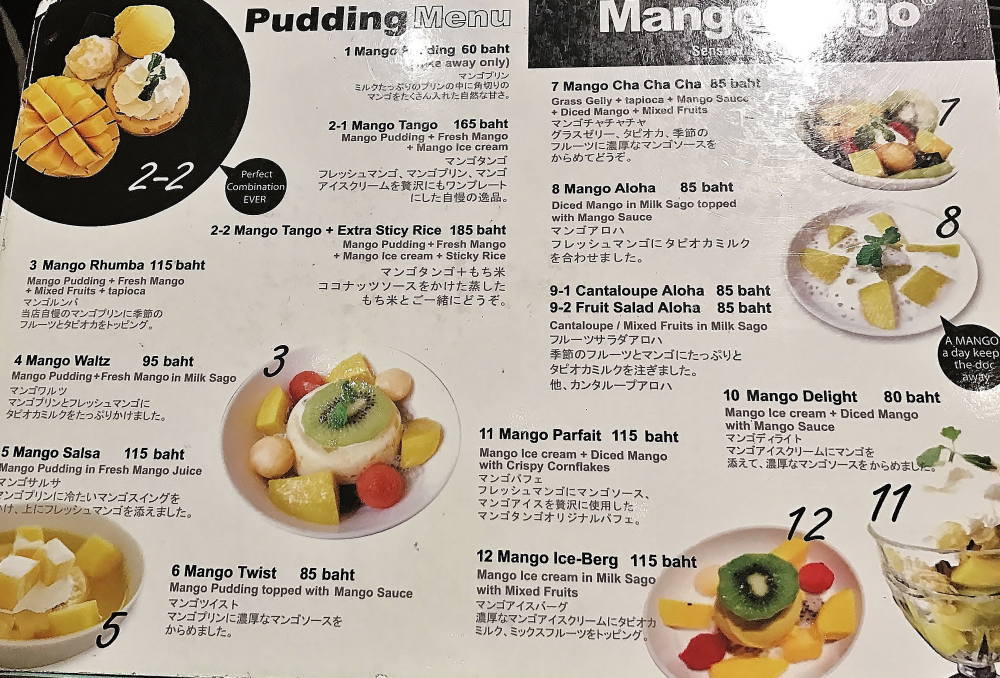 Pudding Menu
1 Mango 60 baht
away only)
マンゴプリン
ミルクたっぷりのプリンの中に角切りの
マンゴをたくさん入れた自然な甘さ。
2-1 Mango Tango 165 baht
Mango Pudding + Fresh Mango
+ Mango Ice cream
マンゴタンゴ
フレッシュマンゴ、マンゴプリン、マンゴ
アイスクリームを贅沢にもワンプレート
にした自慢の逸品。
2-2
Perfect
Combination
EVER
2-2 Mango Tango + Extra Sticy Rice 185 baht
Mango Pudding + Fresh Mango
+ Mango Ice cream + Sticky Rice
マンゴタンゴ＋もち米
ココナッツソースをかけた蒸した
もち米とご一緒にどうぞ。
3 Mango Rhumba 115 baht
Mango Pudding + Fresh Mango
+ Mixed Fruits + tapioca
マンゴルンバ
当店自慢のマンゴプリンに季節の
フルーツとタピオカをトッピング。
4 Mango Waltz 95 baht
Mango Pudding + Fresh Mango in Milk Sago
マンゴワルツ
マンゴプリンとフレッシュマンゴに
タピオカミルクをたっぷりかけました。
3
5 Mango Salsa 115 baht
Mango Pudding in Fresh Mango Juice
マンゴサルサ
マンゴプリンに冷たいマンゴスイングを
け、上にフレッシュマンゴを添えました。
5
6 Mango Twist 85 baht
Mango Pudding topped with Mango Sauce
マンゴツイスト
マンゴプリンに濃厚なマンゴソースを
からめました。
Mango
7 Mango Cha Cha Cha 85 baht
Grass Gelly + tapioca + Mango Sauce
+ Diced Mango + Mixed Fruits
マンゴチャチャチャ
グラスゼリー、タピオカ、季節の
フルーツに濃厚なマンゴソースを
からめてどうぞ。
7
8 Mango Aloha 85 baht
Diced Mango in Milk Sago topped
with Mango Sauce
マンゴアロハ
フレッシュマンゴにタピオカミルク
を合わせました。
8
9-1 Cantaloupe Aloha 85 baht
9-2 Fruit Salad Aloha 85 baht
Cantaloupe / Mixed Fruits in Milk Sago
フルーツサラダアロハ
季節のフルーツとマンゴにたっぷりと
タピオカミルクを注ぎました。
他、カンタループアロハ
A MANGO
a day keep
the doc
away
10 Mango Delight 80 baht
Mango Ice cream + Diced Mango
with Mango Sauce
マンゴディライト
マンゴアイスクリームにマンゴを
添えて、濃厚なマンゴソースをからめました。
11 Mango Parfait 115 baht
Mango Ice cream + Diced Mango
with Crispy Cornflakes
マンゴパフェ
フレッシュマンゴにマンゴソース、
マンゴアイスを贅沢に使用した
マンゴタンゴオリジナルパフェ。
11
12 Mango Ice-Berg 115 baht
Mango Ice cream in Milk Sago
with Mixed Fruits
マンゴアイスバーグ
濃厚なマンゴアイスクリームにタピオカ
ミルク、ミックスフルーツをトッピング。
12